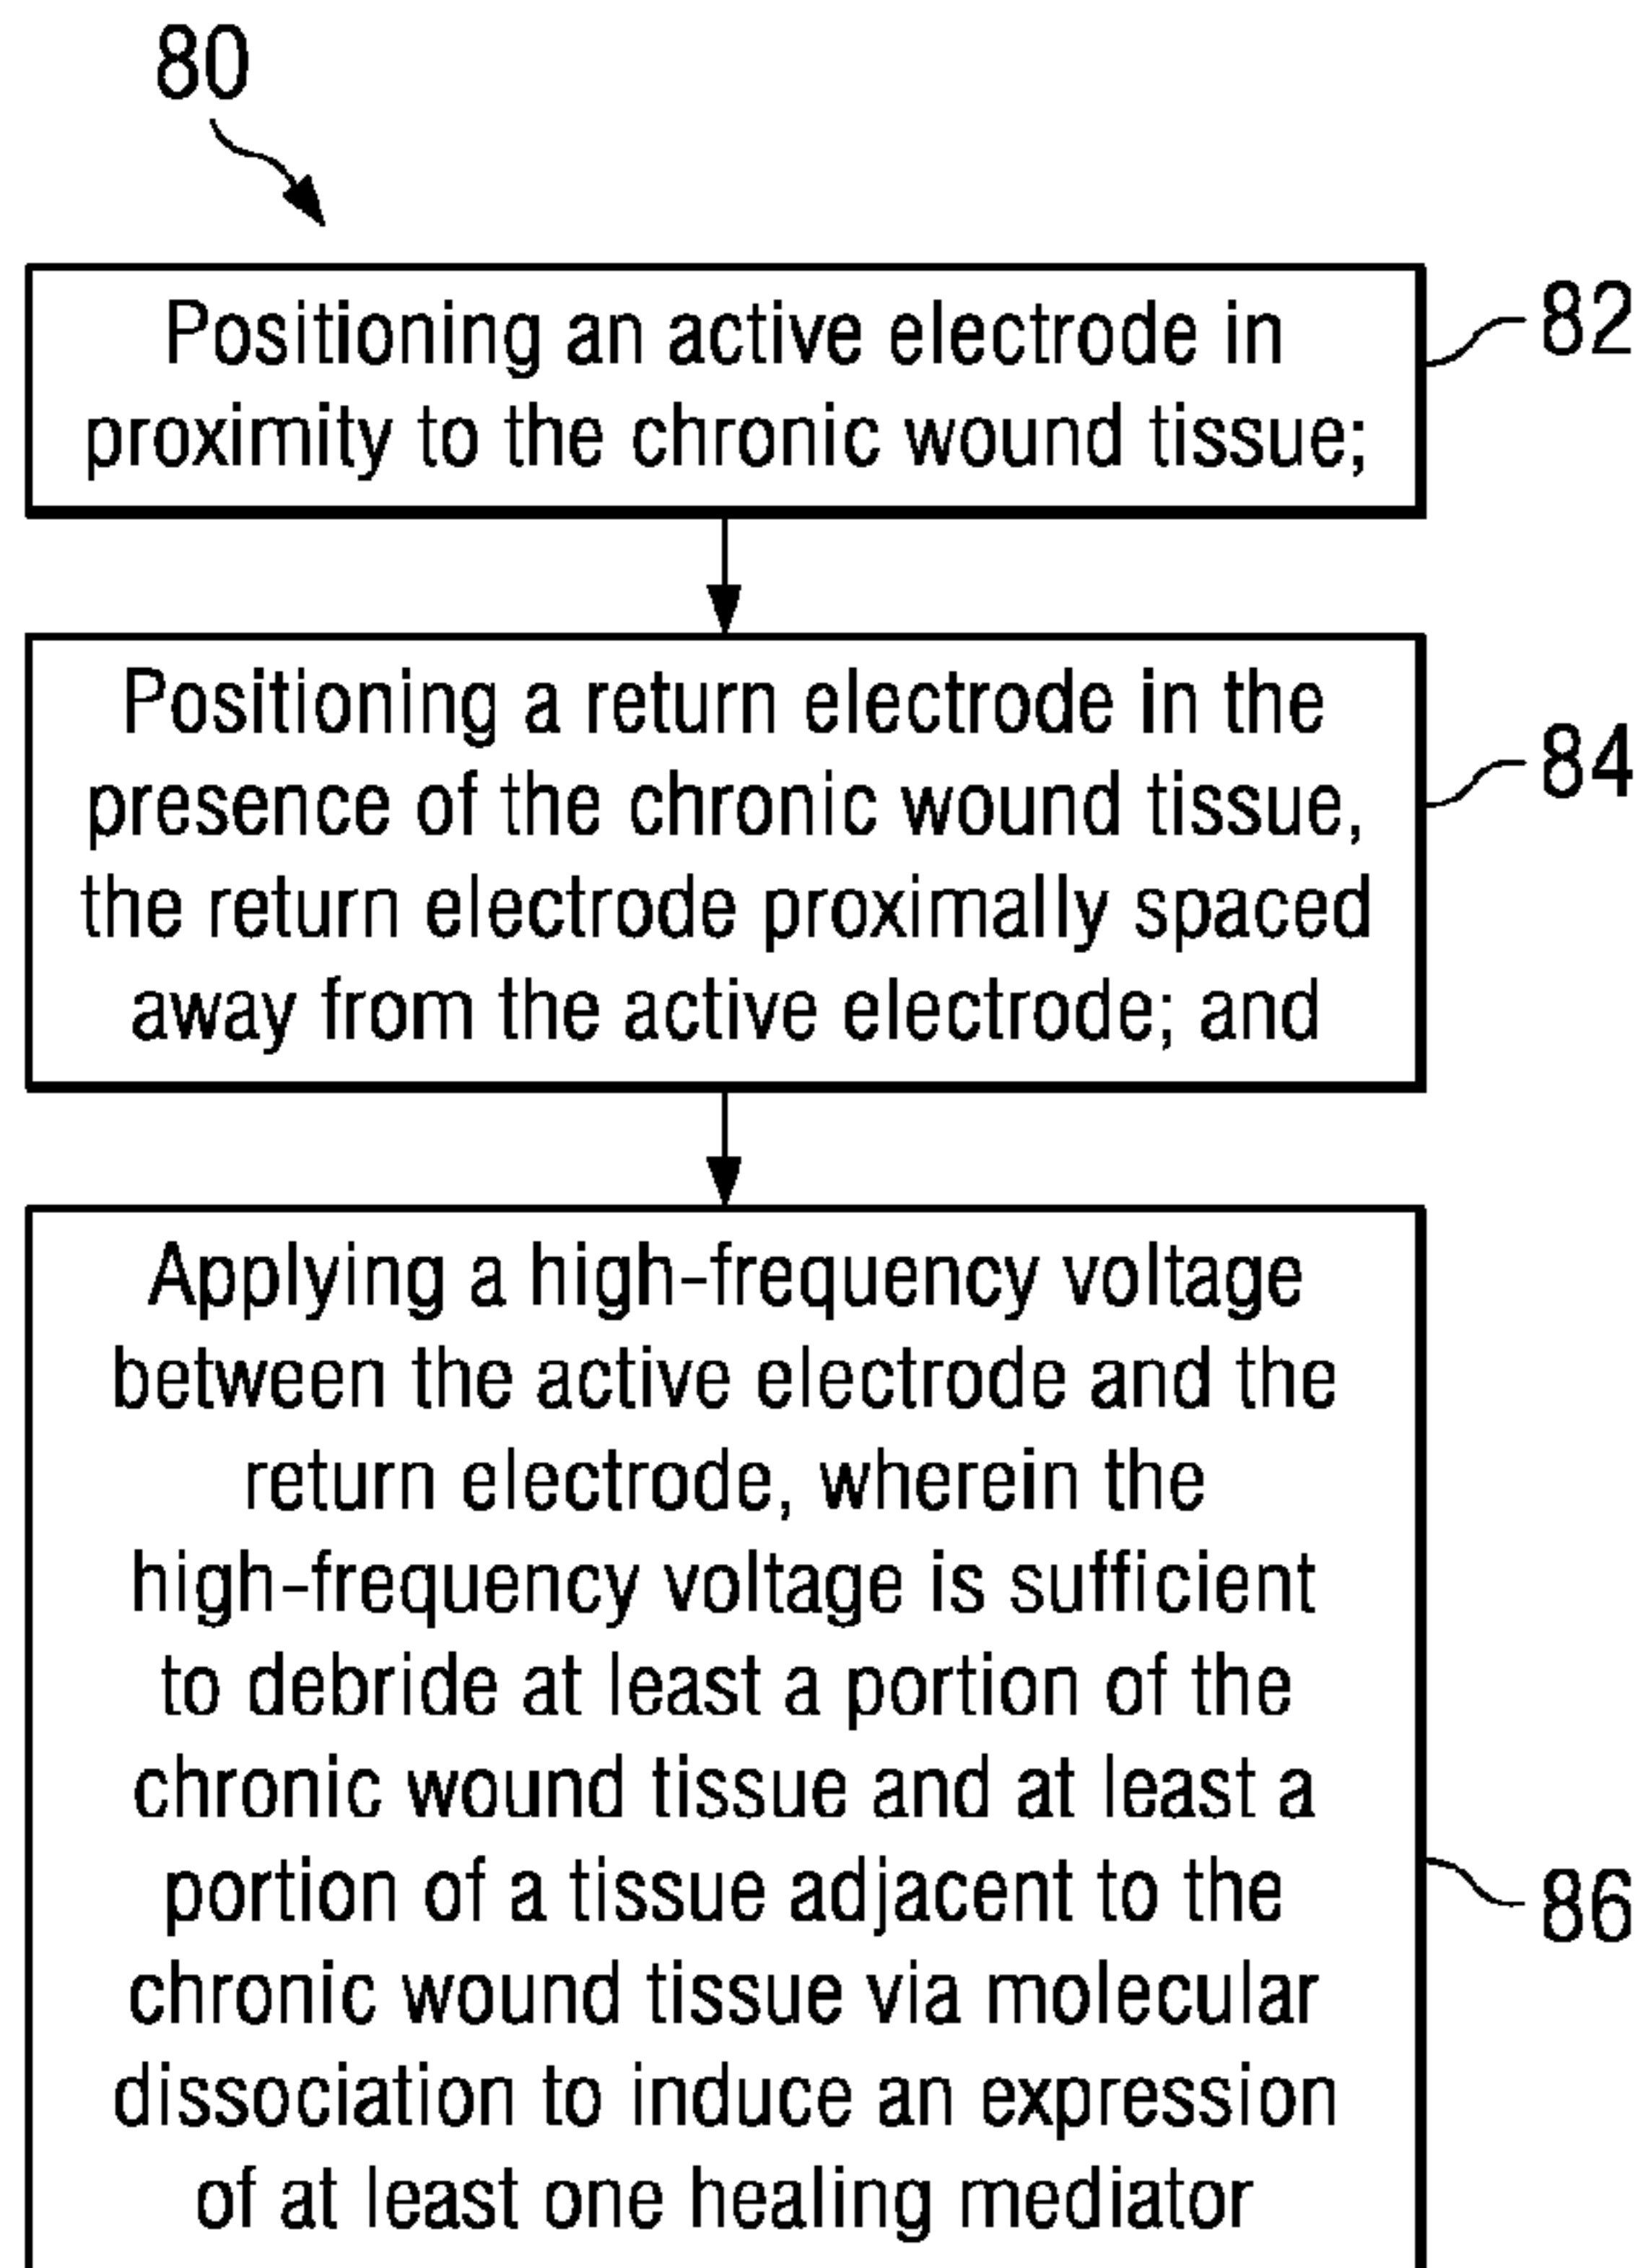 80
Positioning an active electrode in
proximity to the chronic wound tissue;
82
Positioning a return electrode in the
presence of the chronic wound tissue,
the return electrode proximally spaced
away from the active electrode; and
84
Applying a high-frequency voltage
between the active electrode and the
return electrode, wherein the
high-frequency voltage is sufficient
to debride at least a portion of the
chronic wound tissue and at least a
portion of a tissue adjacent to the
chronic wound tissue via molecular
dissociation to induce an expression
of at least one healing mediator
86